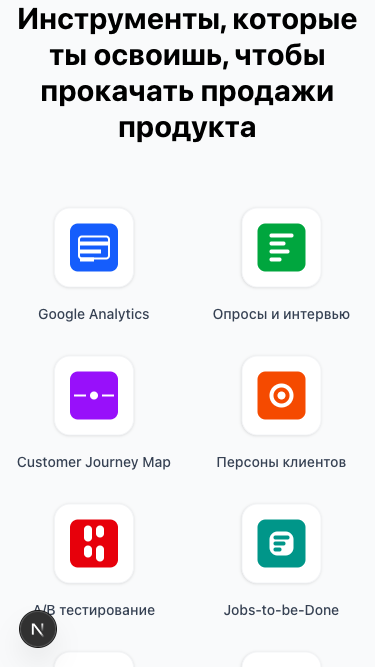 Инструменты, которые
ты освоишь, чтобы
прокачать продажи
продукта
Google Analytics
Опросы и интервью
Customer Journey Map
Персоны клиентов
A/B тестирование
Jobs-to-be-Done
N